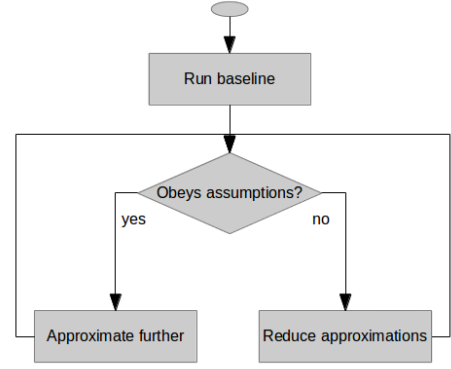 Run baseline
Obeys assumptions?
yes
no
Approximate further
Reduce approximations